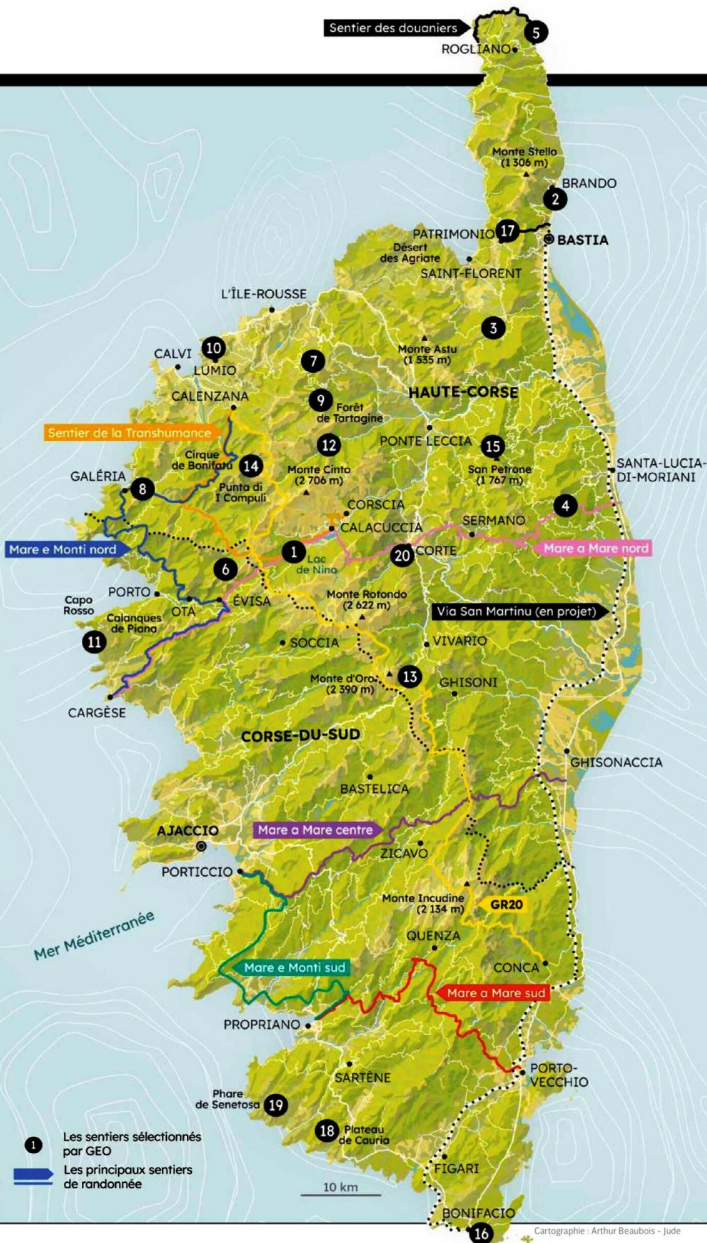 Sentier des douaniers
5
ROGLIANO
Monte Stello
(1 306 m)
BRANDO
2
17
PATRIMONIO
BASTIA
Désert
des Agriate
SAINT-FLORENT
L'ÎLE-ROUSSE
3
10
7
Monte Astu
(1 535 m)
CALVI
LUMIO
HAUTE-CORSE
CALENZANA
9
Forêt
de Tartagine
Sentier de la Transhumance
PONTE LECCIA
12
15
Cirque
de Bonifatu
14
Monte Cinto
(2 706 m)
San Petrone
(1 767 m)
SANTA-LUCIA-
DI-MORIANI
GALÉRIA
8
Punta di
I Compuli
CORSCIA
4
CALACUCCIA
SERMANO
Mare e Monti nord
1
Lac
de Nino
20
CORTE
Mare a Mare nord
6
PORTO
OTA
ÉVISA
Monte Rotondo
(2 622 m)
Via San Martinu (en projet)
Capo
Rosso
Calanques
de Piana
11
SOCCIA
VIVARIO
Monte d'Oro
(2 390 m)
13
GHISONI
CARGÈSE
CORSE-DU-SUD
GHISONACCIA
BASTELICA
AJACCIO
Mare a Mare centre
ZICAVO
PORTICCIO
Monte Incudine
(2 134 m)
GR20
Mer Méditerranée
QUENZA
CONCA
Mare e Monti sud
Mare a Mare sud
PROPRIANO
SARTÈNE
PORTO-
VECCHIO
Phare
de Senetosa
19
18
Plateau
de Cauria
1
Les sentiers sélectionnés
par GEO
FIGARI
Les principaux sentiers
de randonnée
10 km
BONIFACIO
16
Cartographie : Arthur Beaubois - Jude